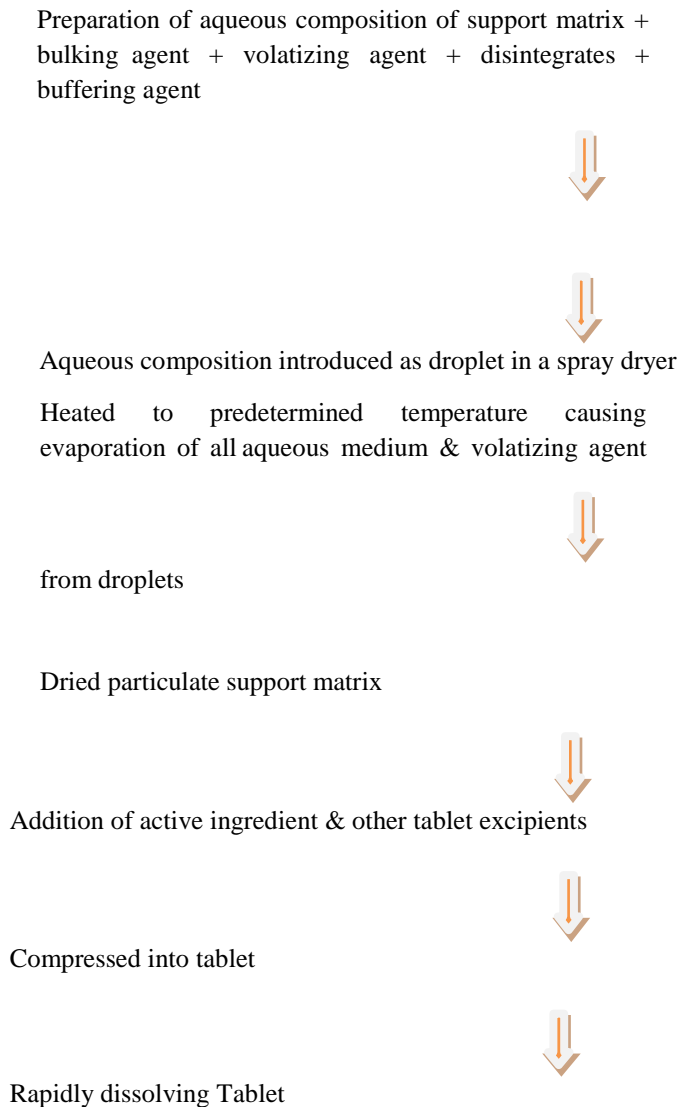 Preparation of aqueous composition of support matrix +
bulking agent + volatizing agent + disintegrates +
buffering agent
Aqueous composition introduced as droplet in a spray dryer
Heated to predetermined temperature causing
evaporation of all aqueous medium & volatizing agent
from droplets
Dried particulate support matrix
Addition of active ingredient & other tablet excipients
Compressed into tablet
Rapidly dissolving Tablet